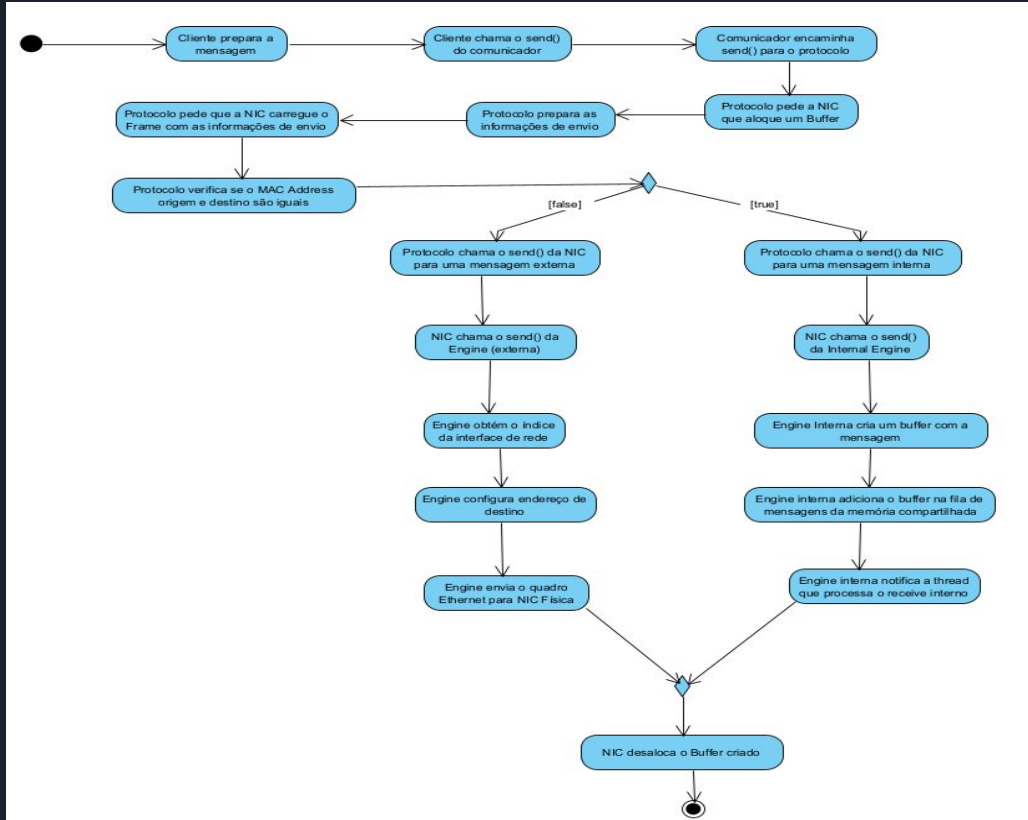 Cliente prepara a
mensagem
Cliente chama o send()
do comunicador
Comunicador encaminha
send() para o protocolo
Protocolo pede a NIC
que aloque um Buffer
Protocolo prepara as
informações de envio
Protocolo pede que a NIC carregue o
Frame com as informações de envio
Protocolo verifica se o MAC Address
origem e destino são iguais
[false]
[true]
Protocolo chama o send() da NIC
para uma mensagem externa
Protocolo chama o send() da NIC
para uma mensagem interna
NIC chama o send() da
Engine (externa)
NIC chama o send()
da Internal Engine
Engine obtém o índice
da interface de rede
Engine Interna cria um buffer com a
mensagem
Engine configura endereço de
destino
Engine interna adiciona o buffer na fila de
mensagens da memória compartilhada
Engine envia o quadro
Ethernet para NIC Física
Engine interna notifica a thread
que processa o receive interno
NIC desaloca o Buffer criado